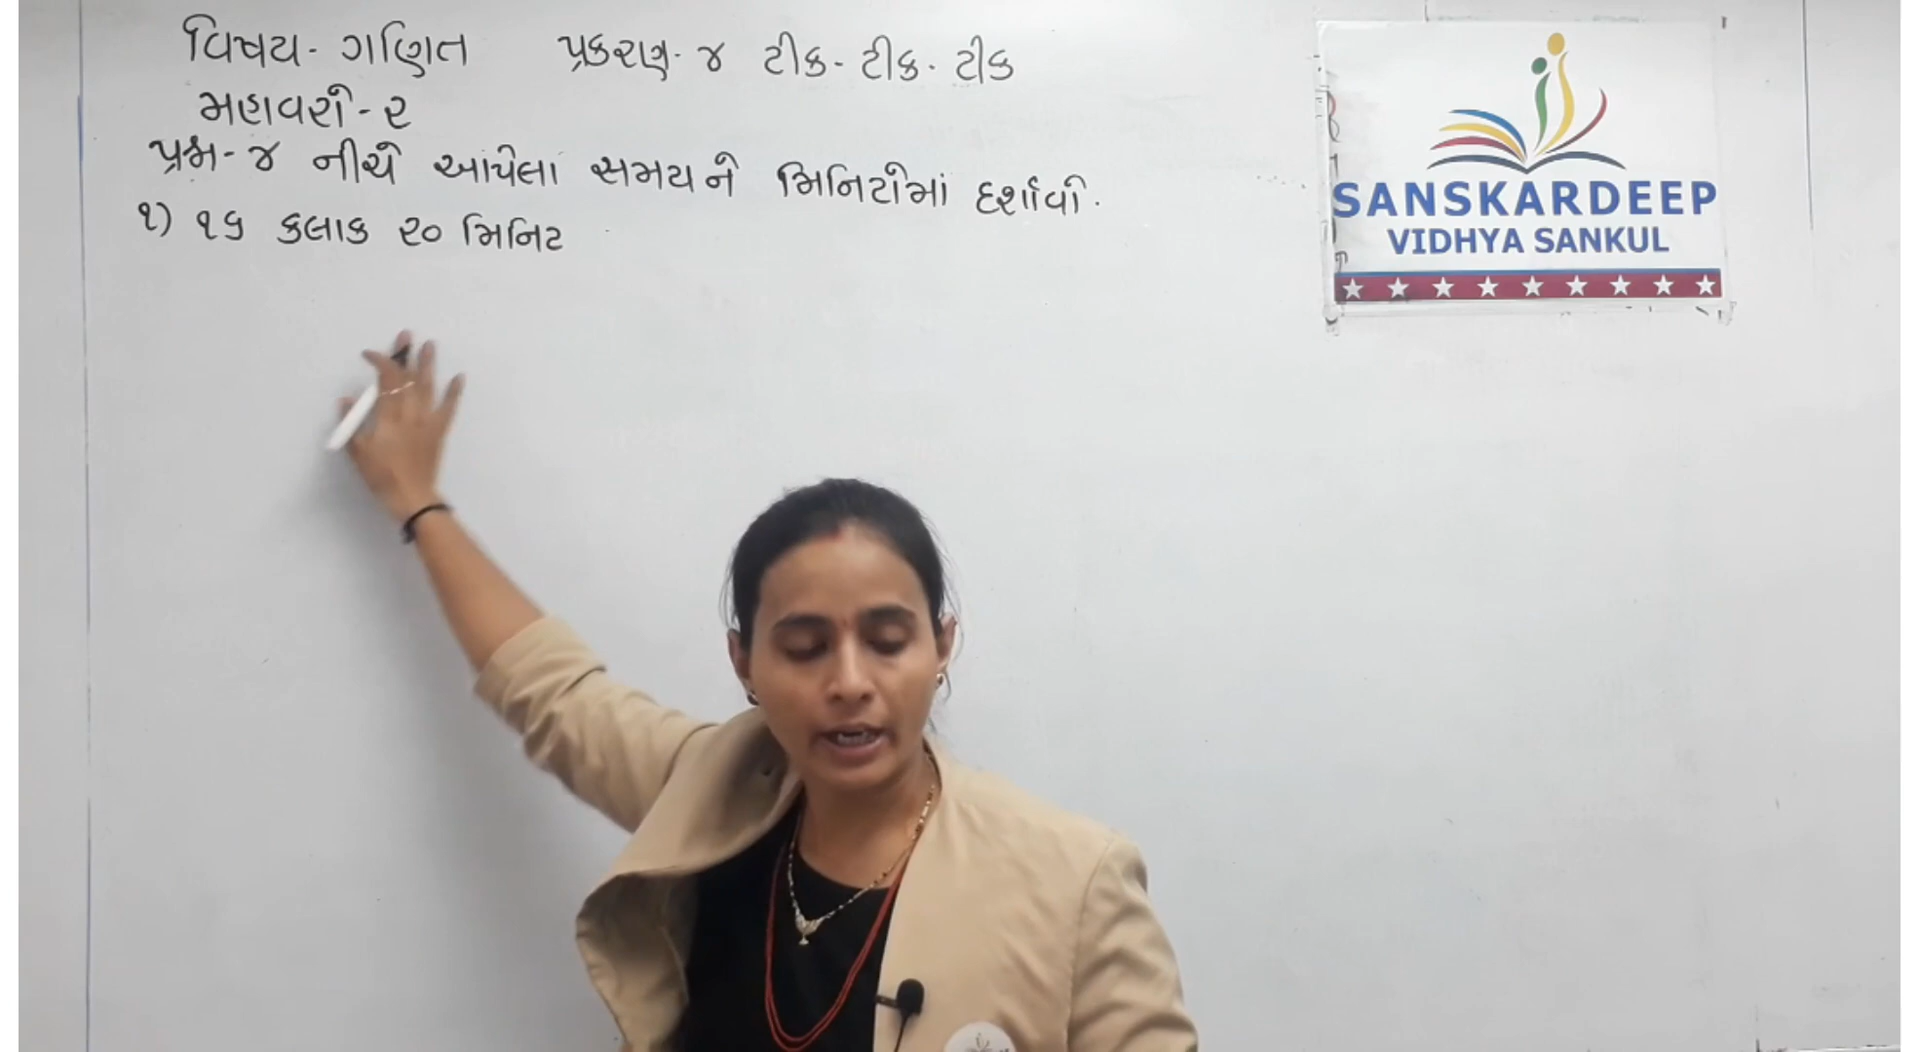 વિષય - ગણિત પ્રકરણ - ૪ ટીક - ટીક - ટીક
મહાવરો - ૨
પ્રશ્ન - ૪ નીચે આપેલા સમયને મિનિટોમાં દર્શાવો.
૧) ૧૬ કલાક ૨૦ મિનિટ
SANSKARDEEP
VIDHYA SANKUL